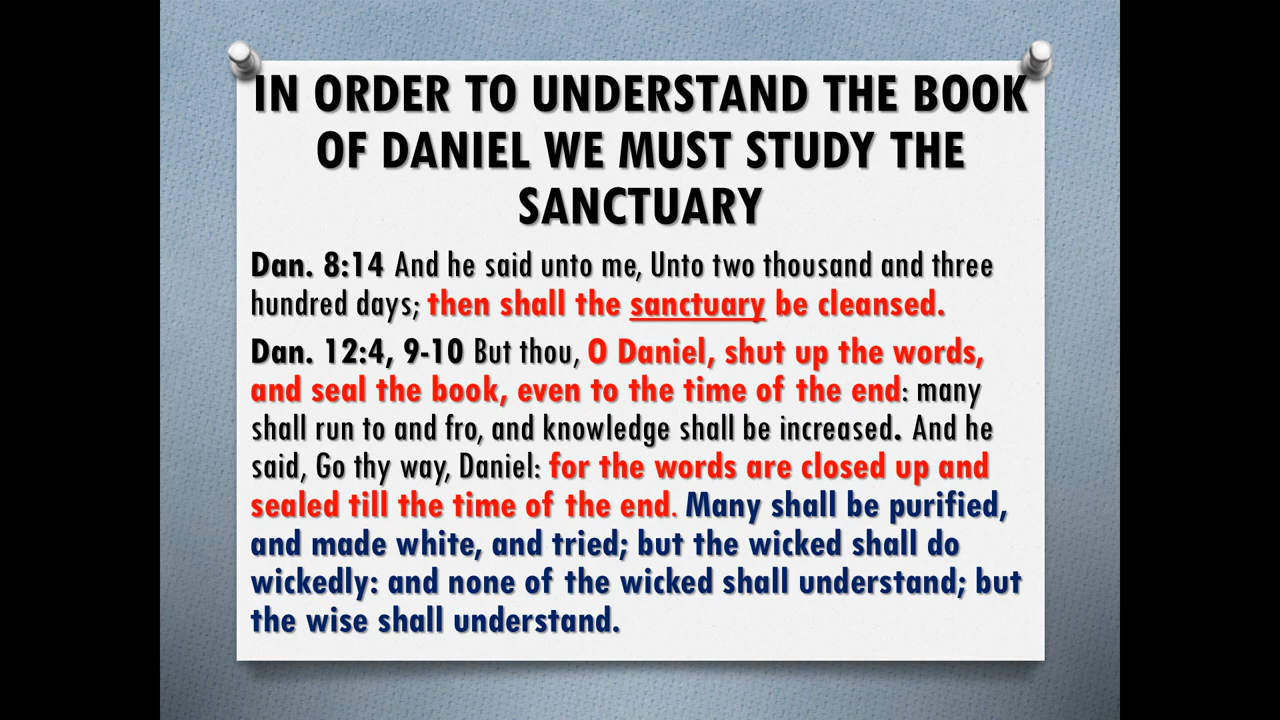 IN ORDER TO UNDERSTAND THE BOOK
OF DANIEL WE MUST STUDY THE
SANCTUARY
Dan. 8:14 And he said unto me, Unto two thousand and three
hundred days; then shall the sanctuary be cleansed.
Dan. 12:4, 9-10 But thou, O Daniel, shut up the words,
and seal the book, even to the time of the end: many
shall run to and fro, and knowledge shall be increased. And he
said, Go thy way, Daniel: for the words are closed up and
sealed till the time of the end. Many shall be purified,
and made white, and tried; but the wicked shall do
wickedly: and none of the wicked shall understand; but
the wise shall understand.